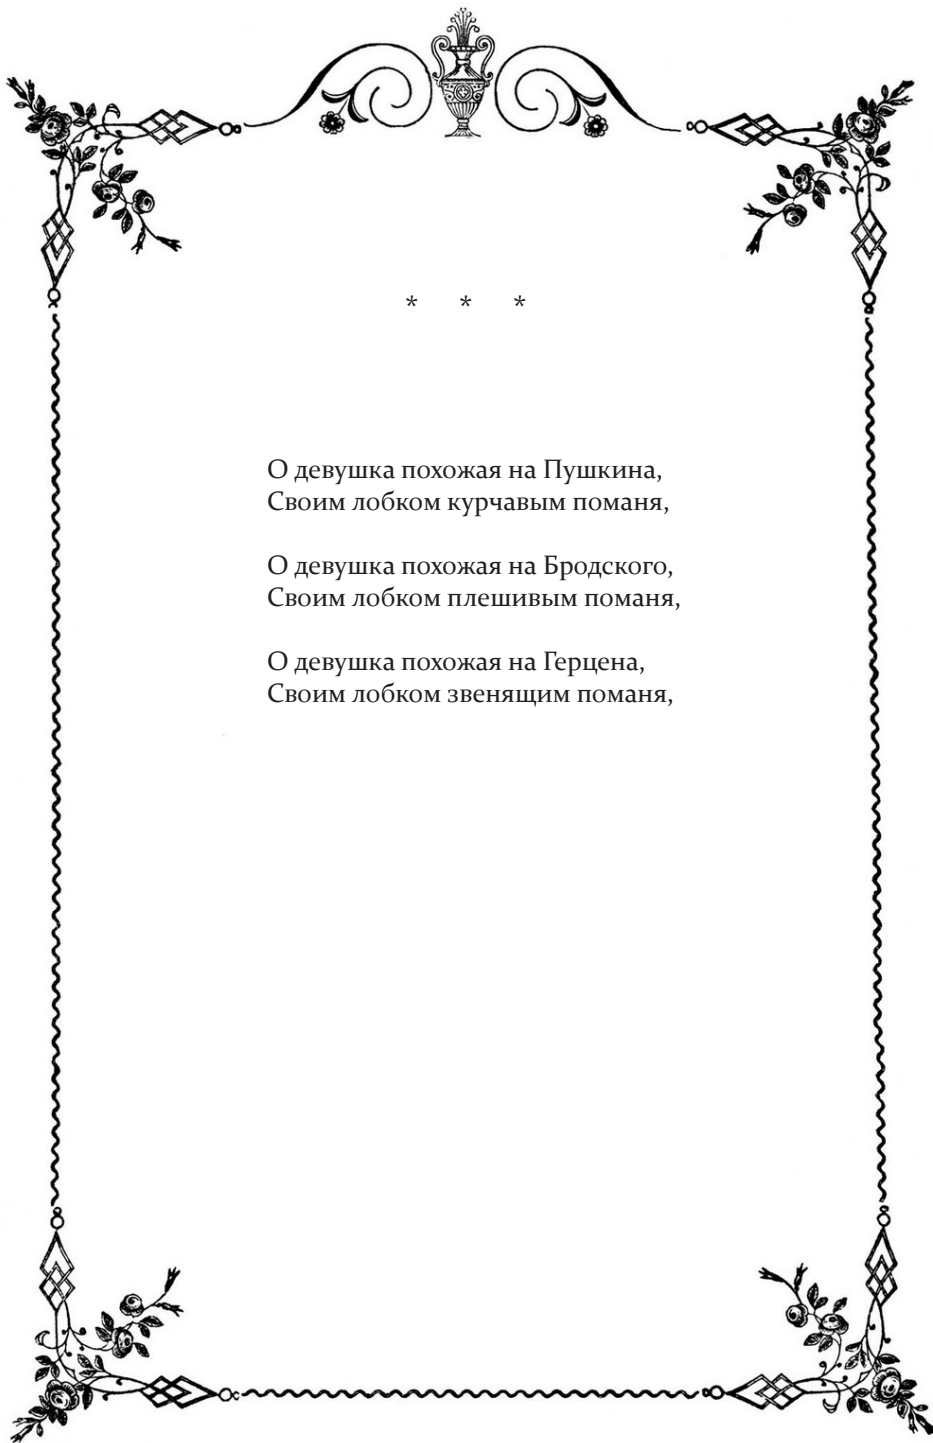 * * *
О девушка похожая на Пушкина,
Своим лобком курчавым поманя,
О девушка похожая на Бродского,
Своим лобком плешивым поманя,
О девушка похожая на Герцена,
Своим лобком звенящим поманя,